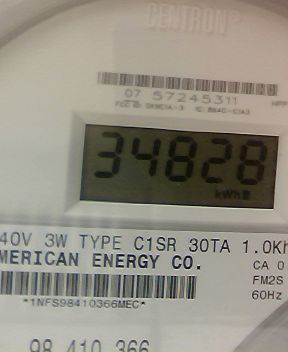 CENTRON®
07 57245311
34828
kWh
40V 3W TYPE C1SR 30TA 1.0Kh
MERICAN ENERGY CO.
CA 0
FM2S
60Hz
*1NFS98410366MEC*
98 410 366